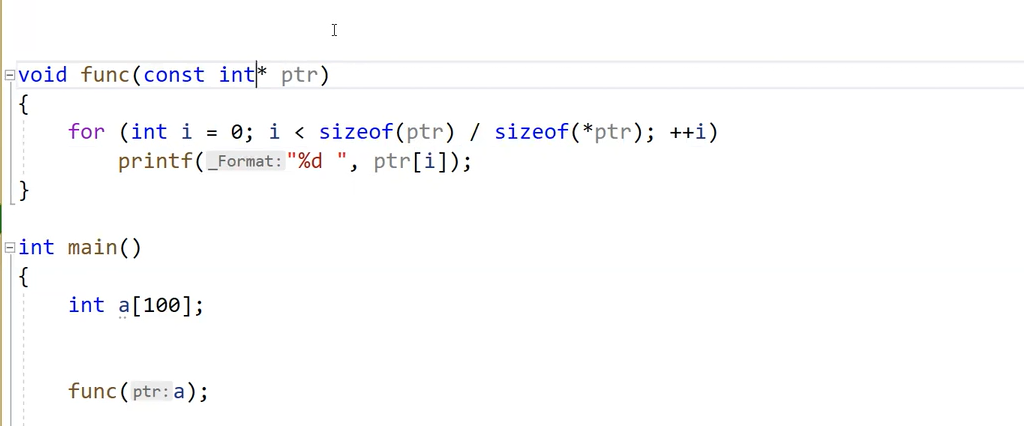 void func(const int* ptr)
{
    for (int i = 0; i < sizeof(ptr) / sizeof(*ptr); ++i)
        printf(_Format:"%d ", ptr[i]);
}
int main()
{
    int a[100];
    func(ptr:a);